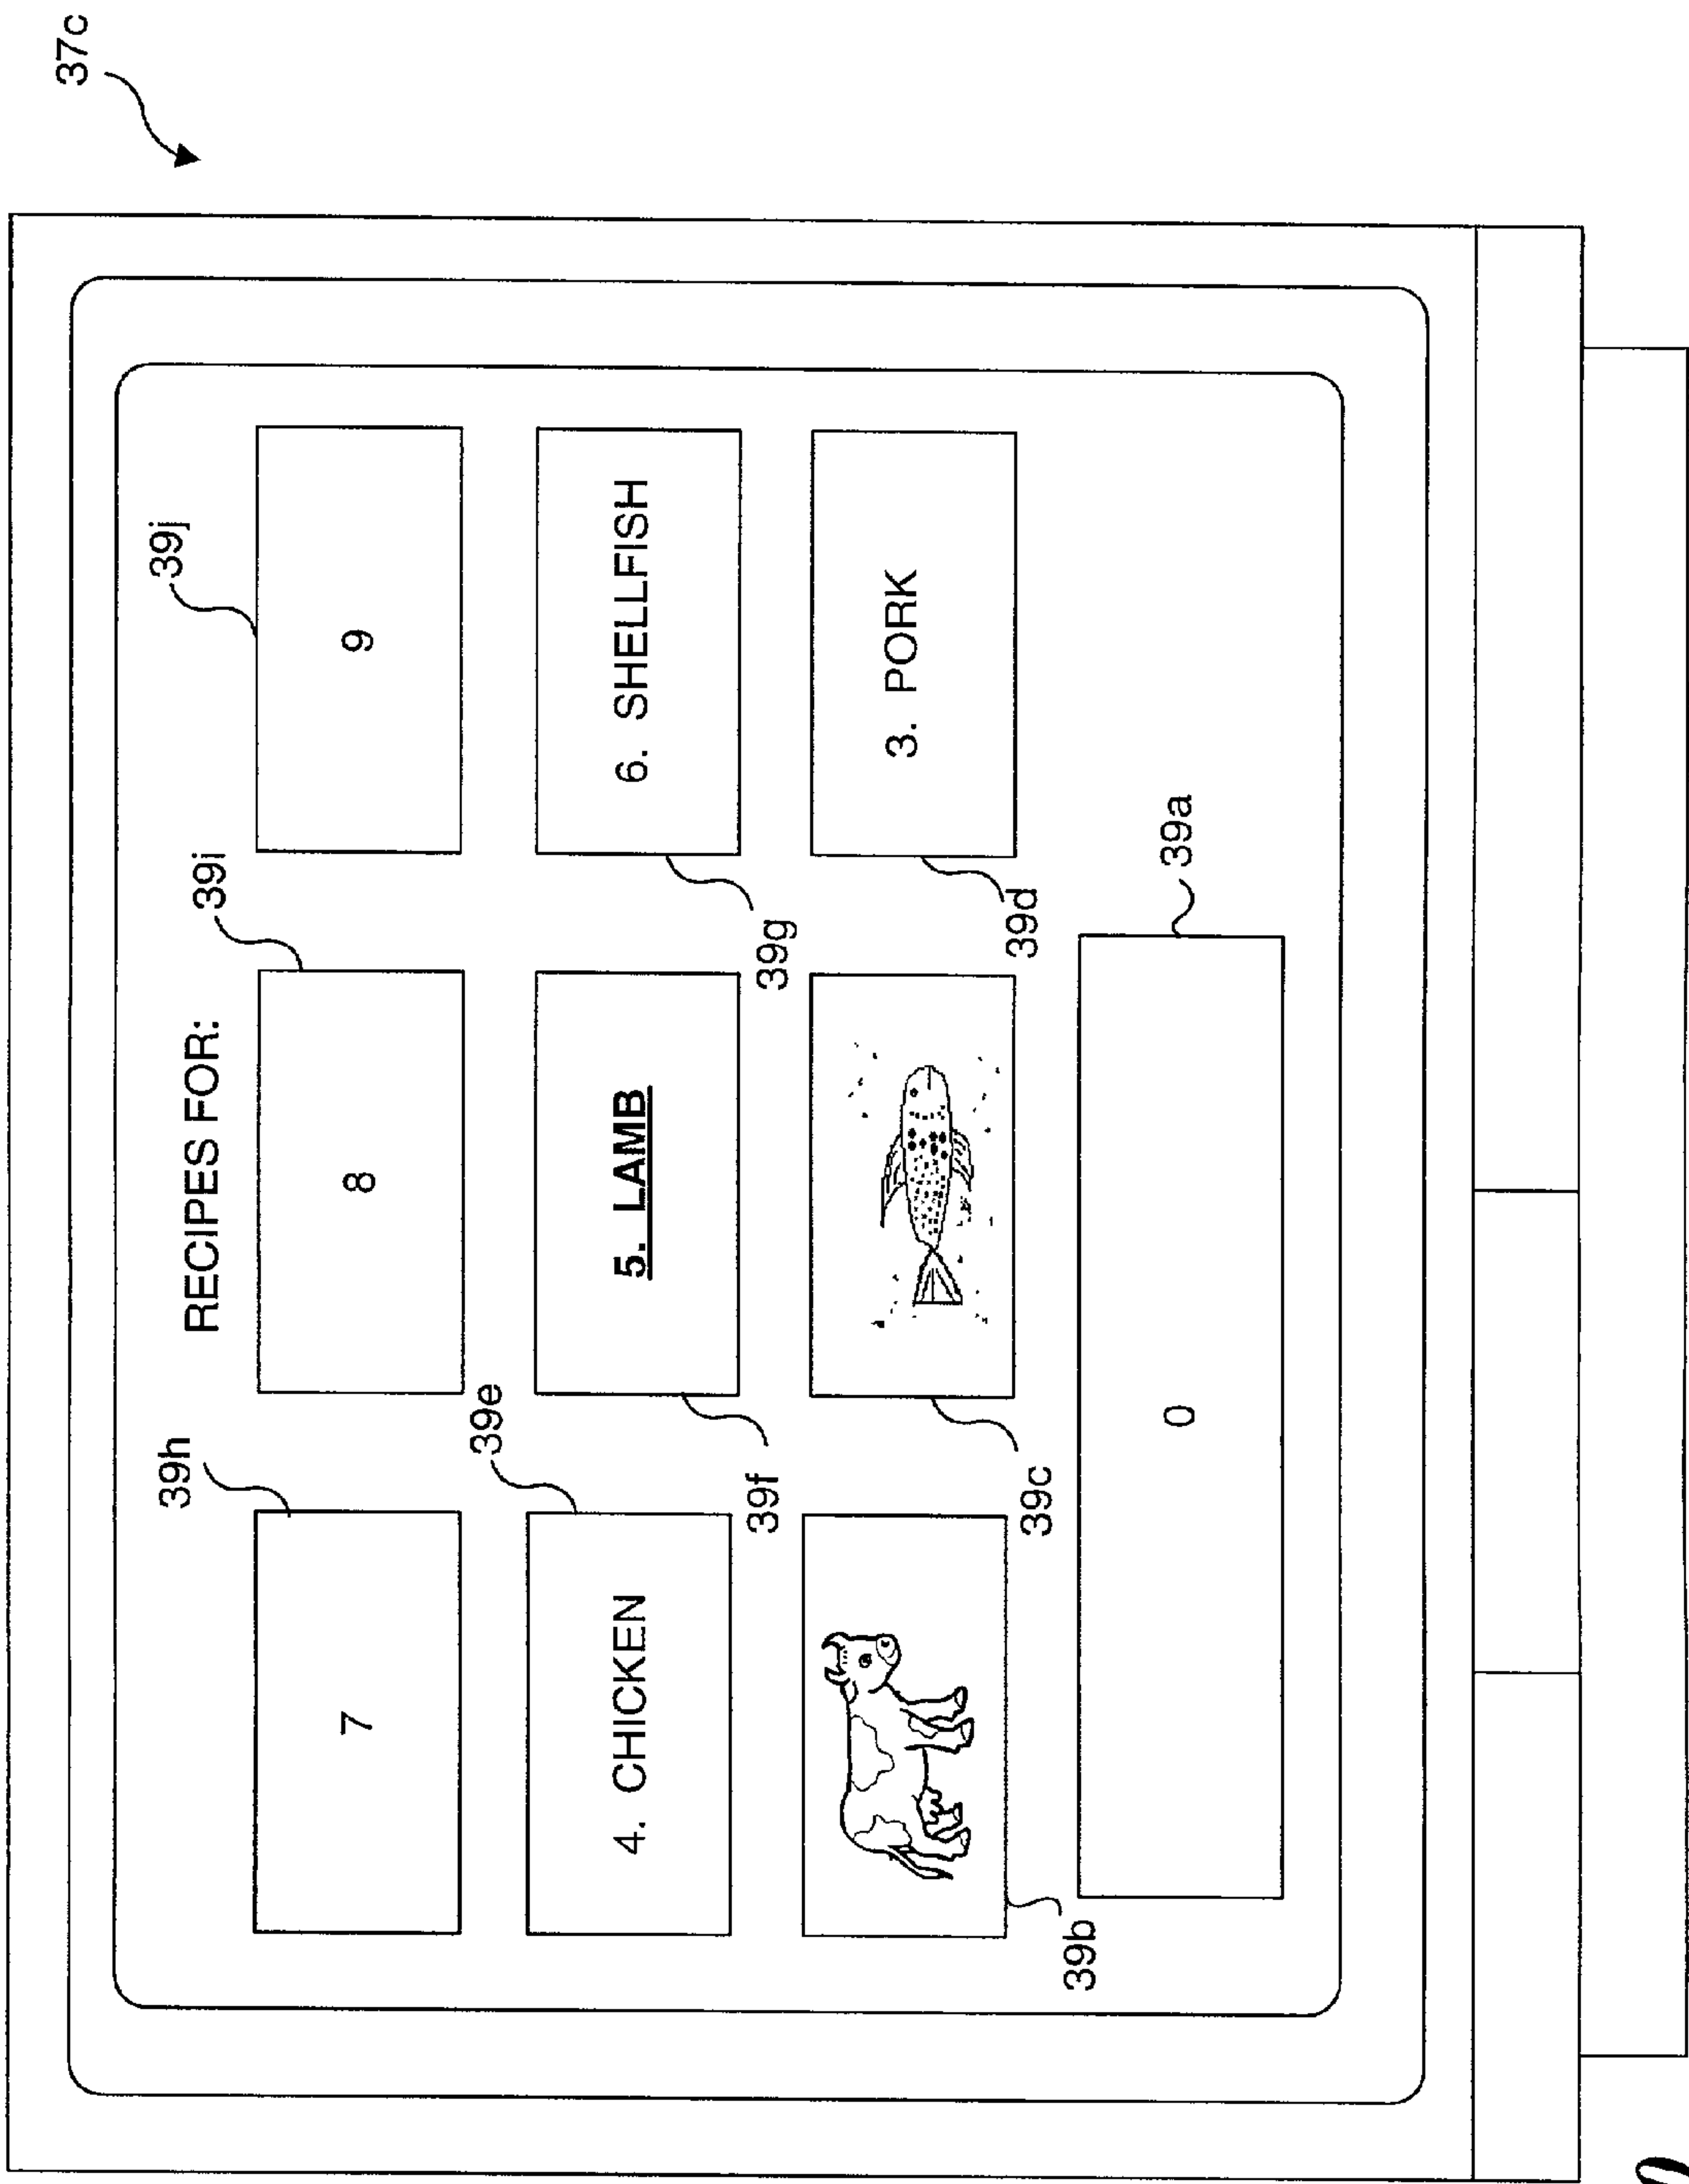 37c
39h
RECIPES FOR:
39i
39j
7
8
9
39e
4. CHICKEN
5. LAMB
6. SHELLFISH
39f
39g
3. PORK
39b
39c
39d
0
39a